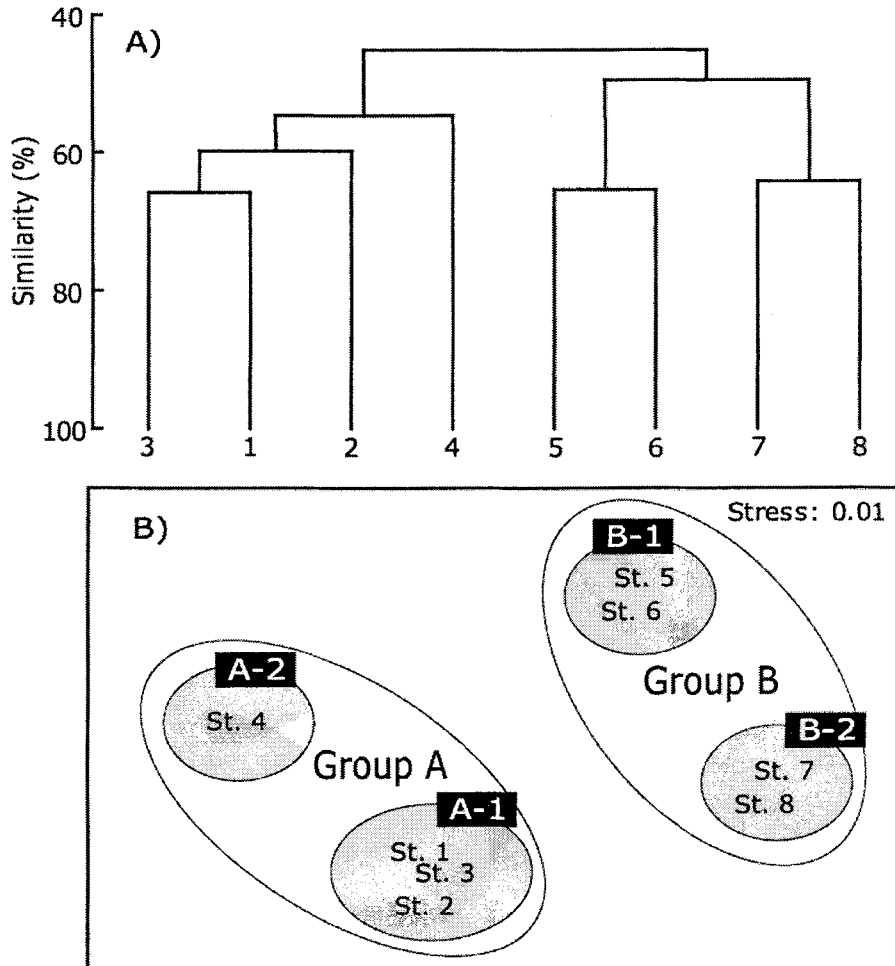 A)
Similarity (%)
40
60
80
100
3 1 2 4 5 6 7 8
B)
Stress: 0.01
B-1
St. 5
St. 6
Group B
B-2
St. 7
St. 8
A-2
St. 4
Group A
A-1
St. 1
St. 3
St. 2